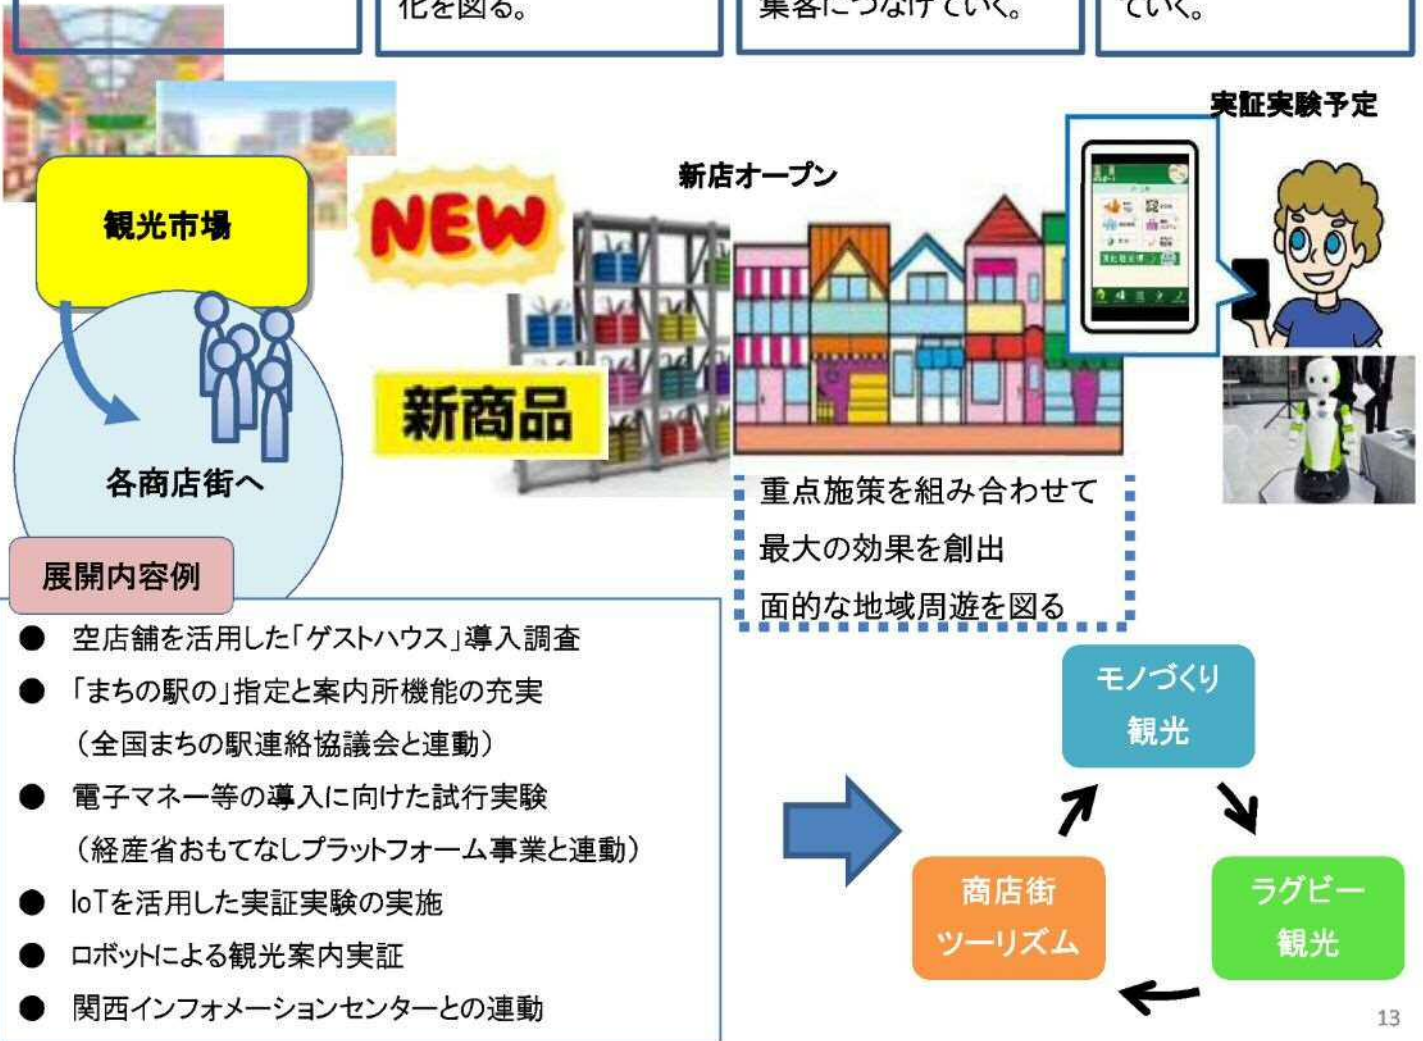 化を図る。
集客につなげていく。
ていく。
実証実験予定
新店オープン
観光市場
NEW
新商品
各商店街へ
重点施策を組み合わせて
最大の効果を創出
面的な地域周遊を図る
展開内容例
● 空店舗を活用した「ゲストハウス」導入調査
● 「まちの駅の」指定と案内所機能の充実
（全国まちの駅連絡協議会と連動）
● 電子マネー等の導入に向けた試行実験
（経産省おもてなしプラットフォーム事業と連動）
● IoTを活用した実証実験の実施
● ロボットによる観光案内実証
● 関西インフォメーションセンターとの連動
モノづくり
観光
商店街
ツーリズム
ラグビー
観光
13